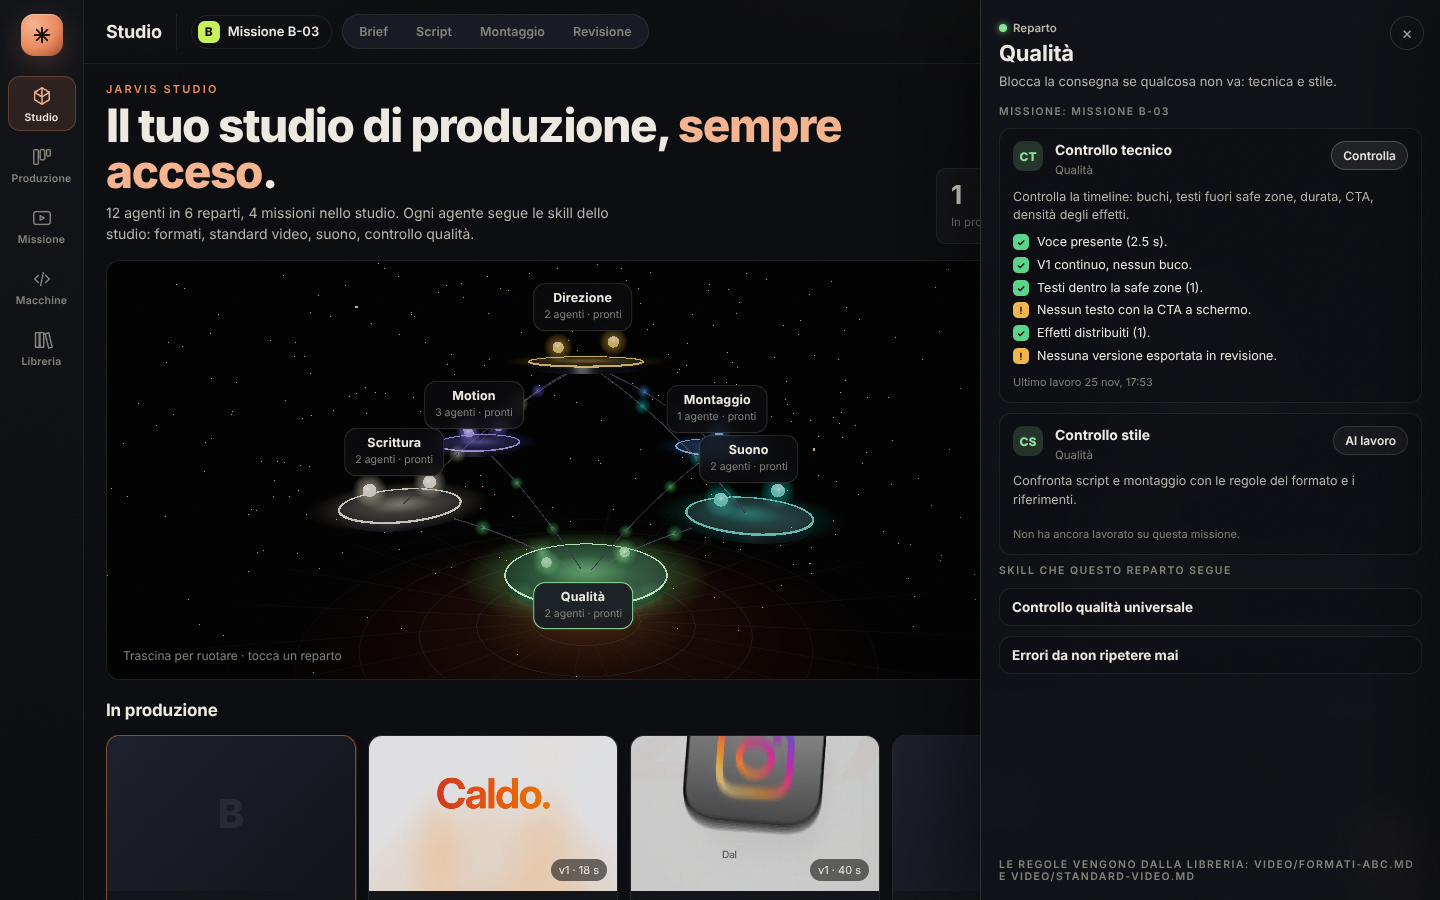 Studio
B Missione B-03
Brief
Script
Montaggio
Revisione
Studio
Produzione
Missione
Macchine
Libreria
JARVIS STUDIO
Il tuo studio di produzione, sempre
acceso.
12 agenti in 6 reparti, 4 missioni nello studio. Ogni agente segue le skill dello
studio: formati, standard video, suono, controllo qualità.
1
In pro
Direzione
2 agenti · pronti
Motion
3 agenti · pronti
Montaggio
1 agente · pronti
Scrittura
2 agenti · pronti
Suono
2 agenti · pronti
Qualità
2 agenti · pronti
Trascina per ruotare · tocca un reparto
In produzione
B
Caldo.
v1 · 18 s
Dal
v1 · 40 s
Reparto
Qualità
Blocca la consegna se qualcosa non va: tecnica e stile.
MISSIONE: MISSIONE B-03
CT
Controllo tecnico
Qualità
Controlla
Controlla la timeline: buchi, testi fuori safe zone, durata, CTA,
densità degli effetti.
Voce presente (2.5 s).
V1 continuo, nessun buco.
Testi dentro la safe zone (1).
Nessun testo con la CTA a schermo.
Effetti distribuiti (1).
Nessuna versione esportata in revisione.
Ultimo lavoro 25 nov, 17:53
CS
Controllo stile
Qualità
Al lavoro
Confronta script e montaggio con le regole del formato e i
riferimenti.
Non ha ancora lavorato su questa missione.
SKILL CHE QUESTO REPARTO SEGUE
Controllo qualità universale
Errori da non ripetere mai
LE REGOLE VENGONO DALLA LIBRERIA: VIDEO/FORMATI-ABC.MD
E VIDEO/STANDARD-VIDEO.MD